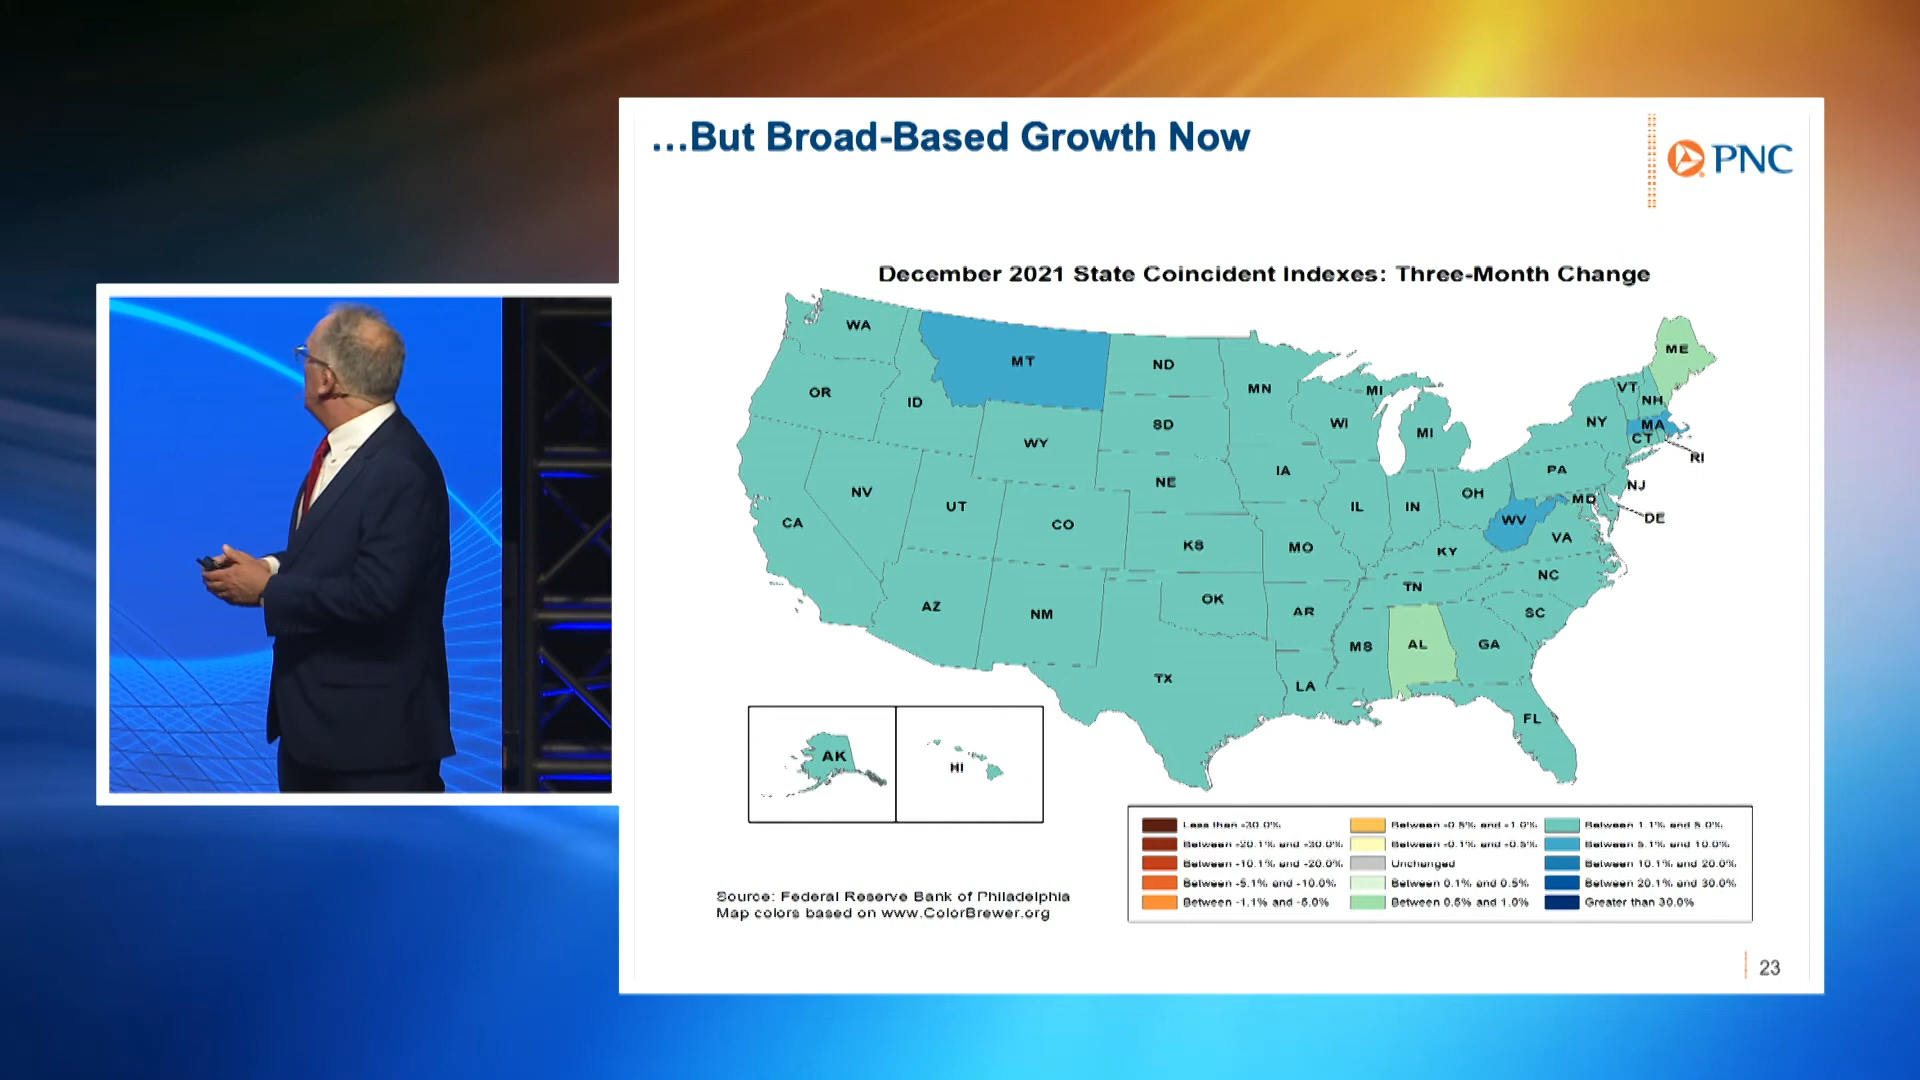 ...But Broad-Based Growth Now
PNC
December 2021 State Coincident Indexes: Three-Month Change
WA
MT
ND
MN
MI
ME
VT
NH
OR
ID
WY
SD
WI
MI
NY
MA
CT
RI
NV
UT
CO
NE
IA
IL
IN
OH
PA
NJ
MD
DE
CA
KS
MO
KY
WV
VA
AZ
NM
OK
AR
TN
NC
SC
TX
LA
MS
AL
GA
FL
AK
HI
Less than -30.0%
Between -20.1% and -30.0%
Between -10.1% and -20.0%
Between -5.1% and -10.0%
Between -1.1% and -5.0%
Between -0.5% and -1.0%
Between -0.1% and -0.5%
Unchanged
Between 0.1% and 0.5%
Between 0.5% and 1.0%
Between 1.1% and 5.0%
Between 5.1% and 10.0%
Between 10.1% and 20.0%
Between 20.1% and 30.0%
Greater than 30.0%
Source: Federal Reserve Bank of Philadelphia
Map colors based on www.ColorBrewer.org
23